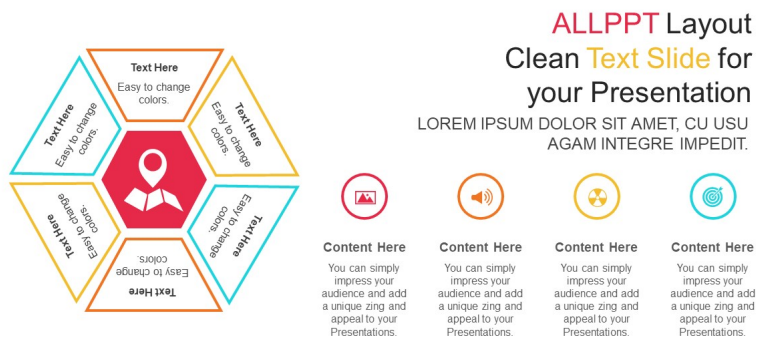 ALLPPT Layout
Clean Text Slide for
your Presentation
LOREM IPSUM DOLOR SIT AMET, CU USU
AGAM INTEGRE IMPEDIT.
Text Here
Easy to change
colors.
Text Here
Easy to change
colors.
Text Here
Easy to change
colors.
Text Here
Easy to change
colors.
Text Here
Easy to change
colors.
Text Here
Easy to change
colors.
Content Here
You can simply
impress your
audience and add
a unique zing and
appeal to your
Presentations.
Content Here
You can simply
impress your
audience and add
a unique zing and
appeal to your
Presentations.
Content Here
You can simply
impress your
audience and add
a unique zing and
appeal to your
Presentations.
Content Here
You can simply
impress your
audience and add
a unique zing and
appeal to your
Presentations.